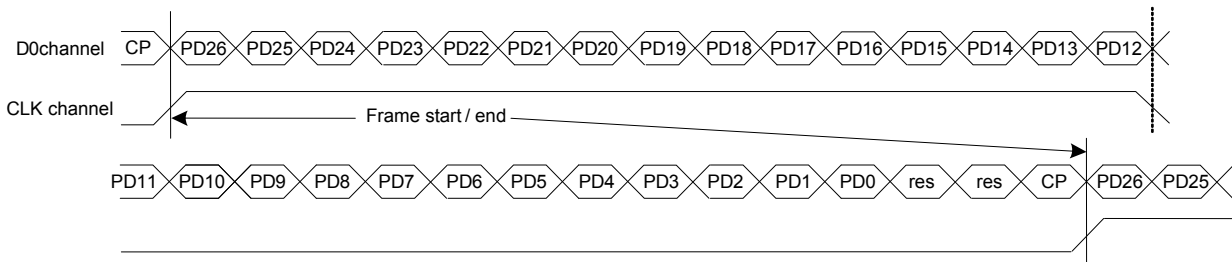 D0channel CP PD26 PD25 PD24 PD23 PD22 PD21 PD20 PD19 PD18 PD17 PD16 PD15 PD14 PD13 PD12
CLK channel
Frame start / end
PD11 PD10 PD9 PD8 PD7 PD6 PD5 PD4 PD3 PD2 PD1 PD0 res res CP PD26 PD25